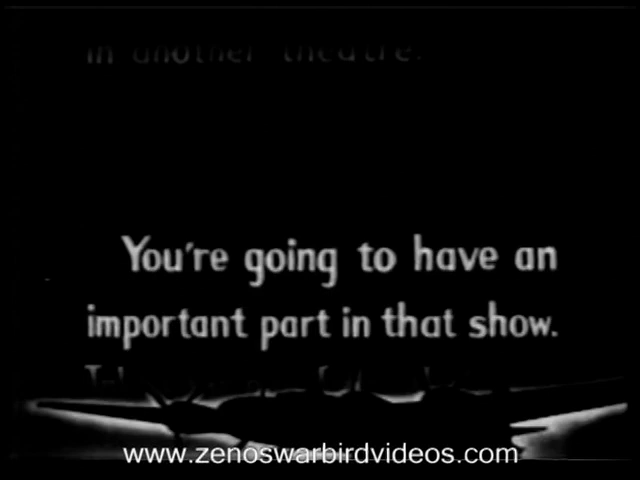 in another theatre.
You're going to have an
important part in that show.
www.zenoswarbirdvideos.com